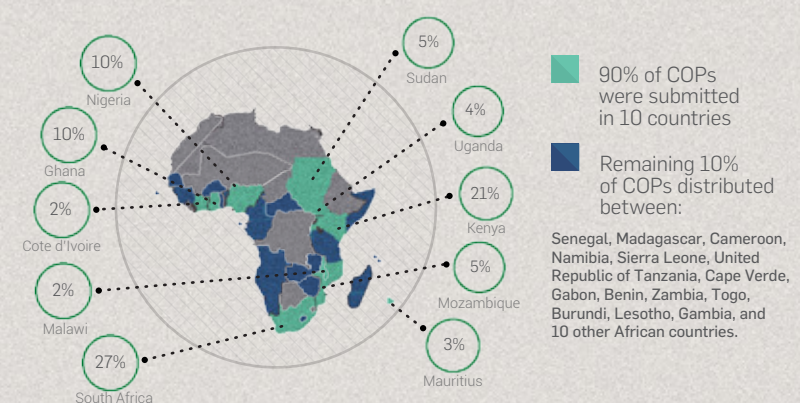 10%
Nigeria
10%
Ghana
2%
Cote d'Ivoire
2%
Malawi
27%
South Africa
5%
Sudan
4%
Uganda
21%
Kenya
5%
Mozambique
3%
Mauritius
90% of COPs
were submitted
in 10 countries
Remaining 10%
of COPs distributed
between:
Senegal, Madagascar, Cameroon,
Namibia, Sierra Leone, United
Republic of Tanzania, Cape Verde,
Gabon, Benin, Zambia, Togo,
Burundi, Lesotho, Gambia, and
10 other African countries.